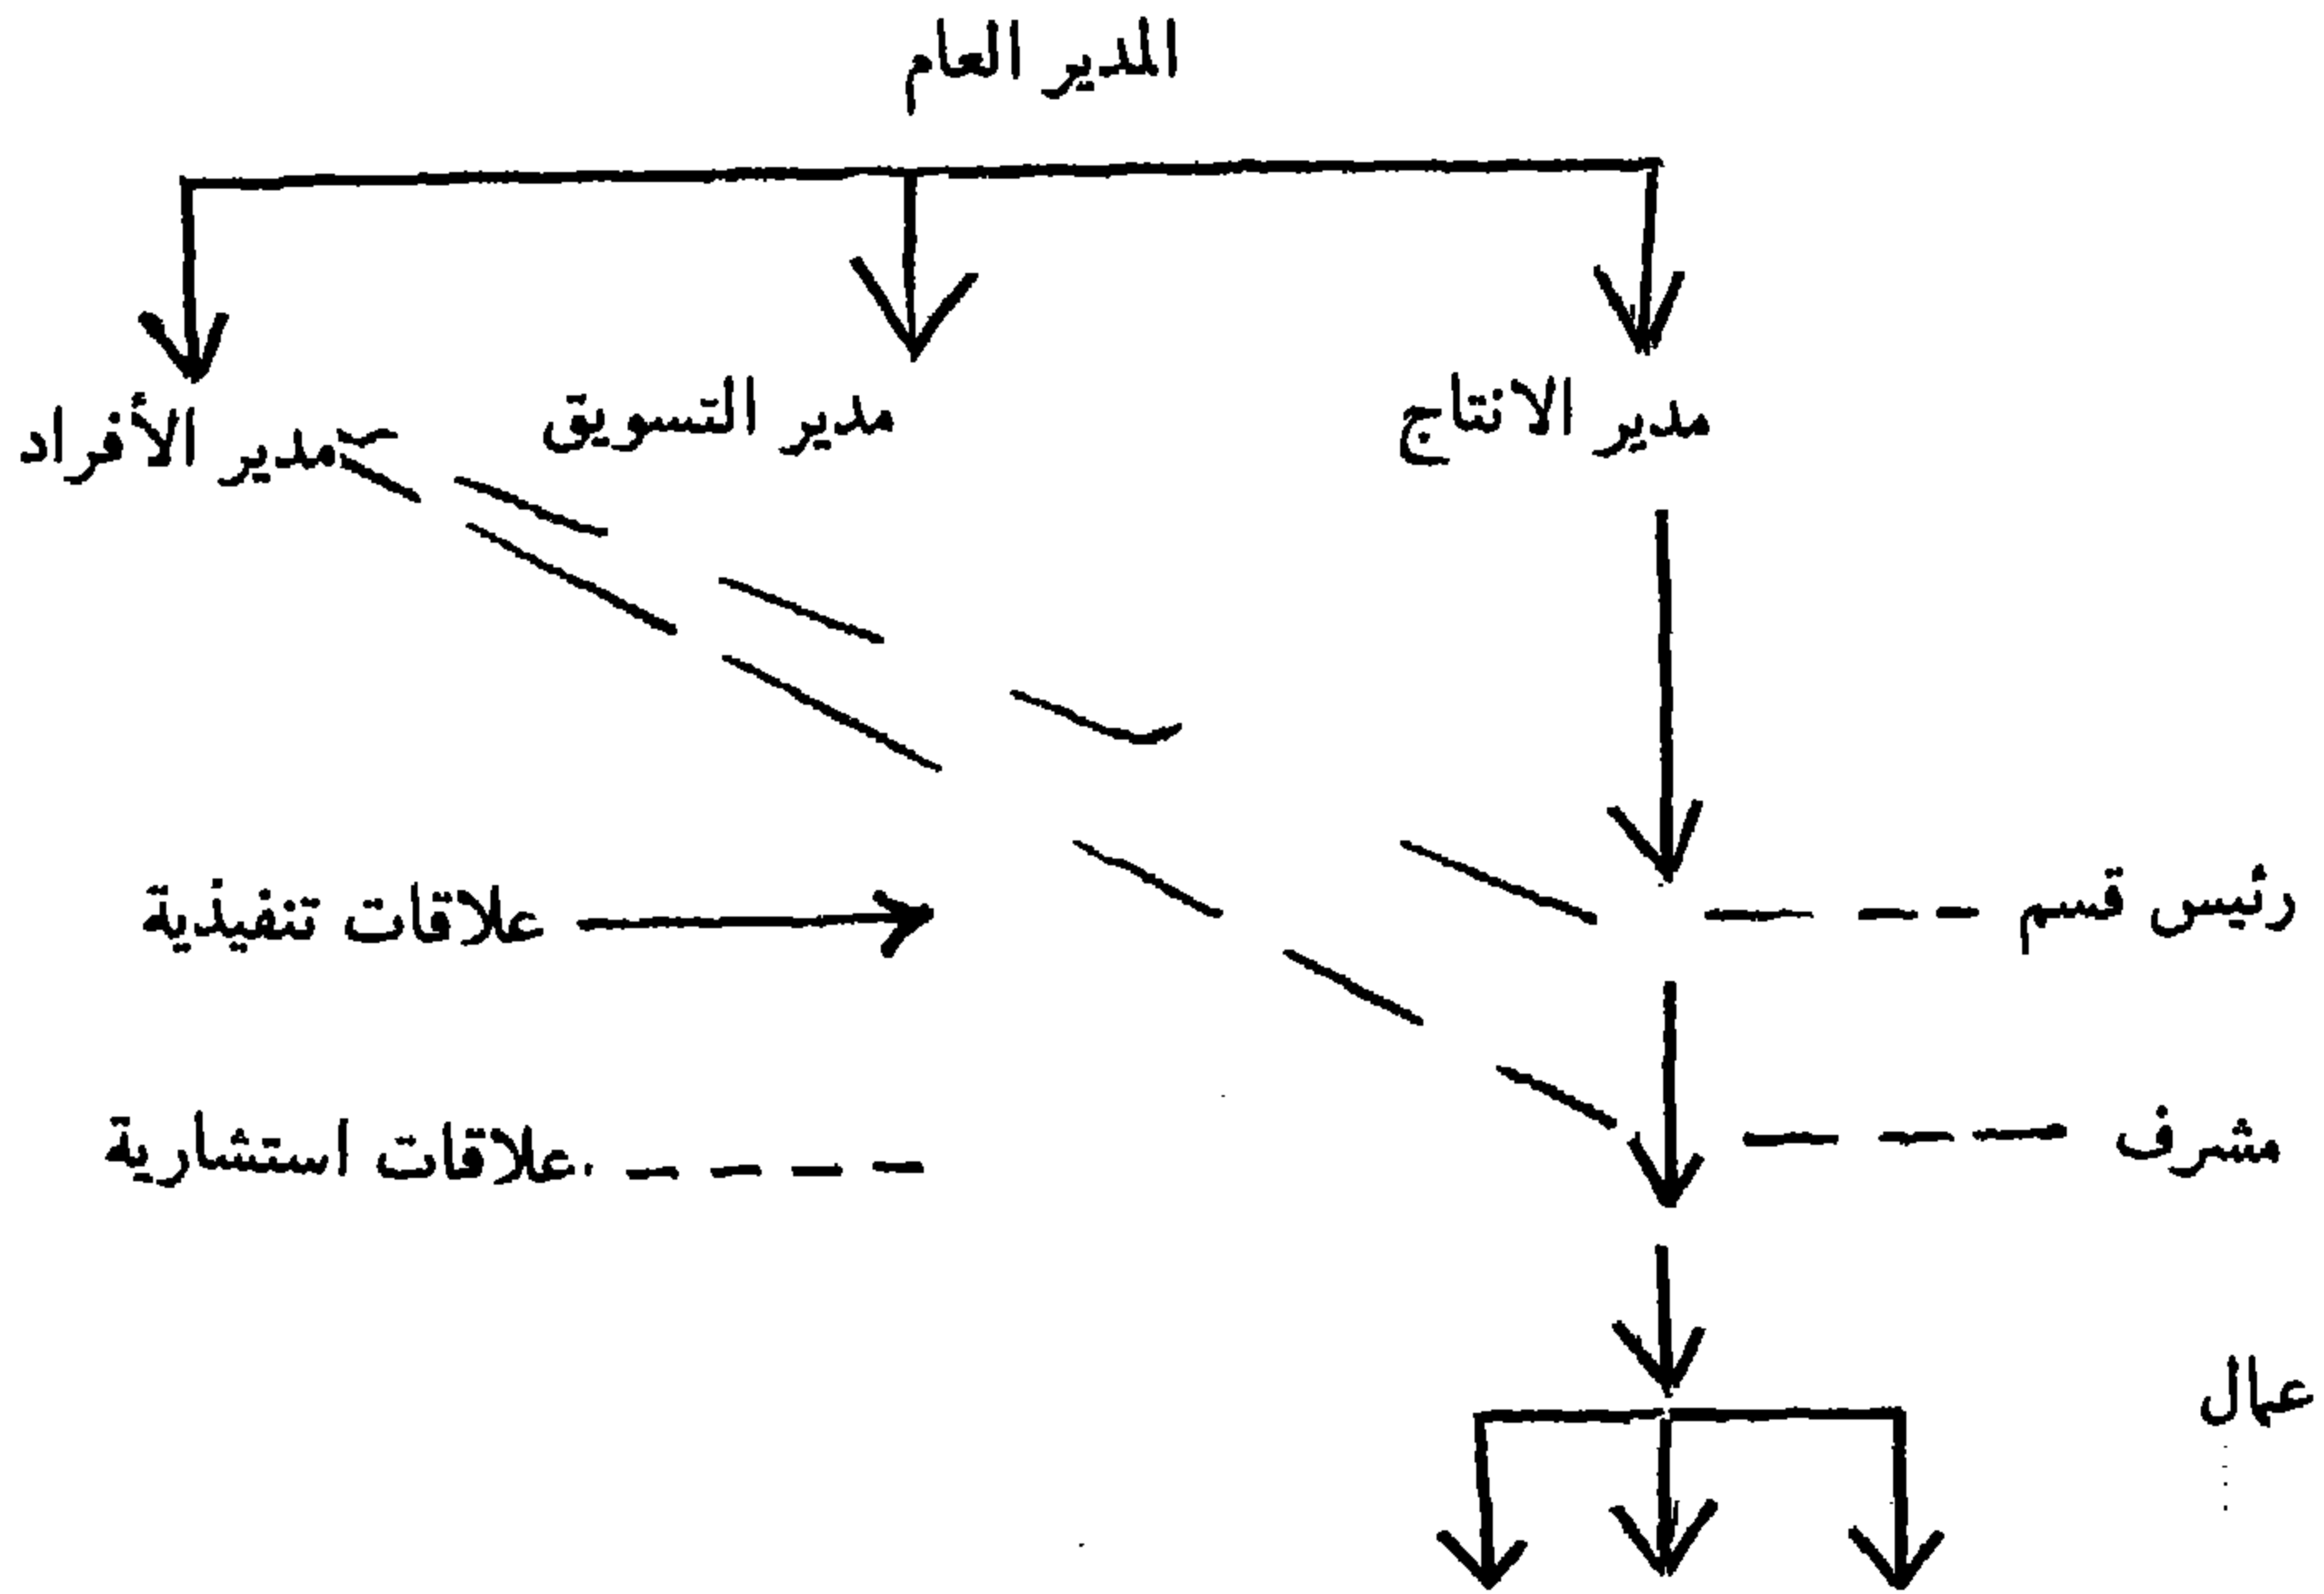 المدير العام
مدير الانتاج
مدير التسويق
مدير الأفراد
رئيس قسم
علاقات تنفيذية
مشرف
علاقات استشارية
عمال